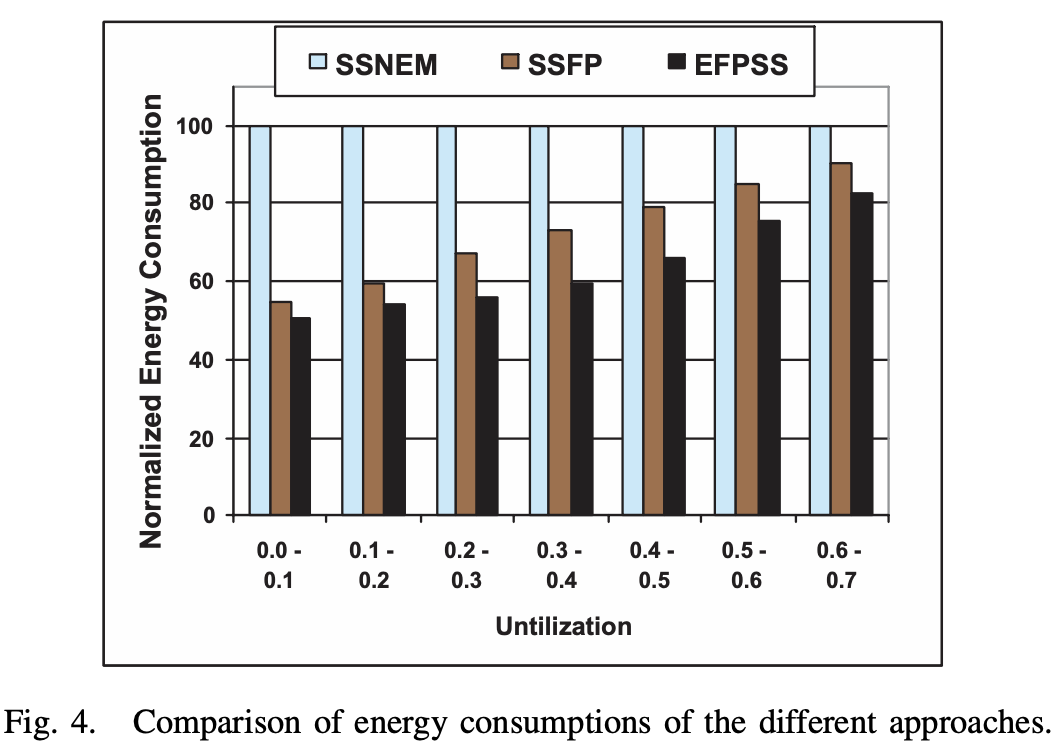 SSNEM SSFP EFPSS
Normalized Energy Consumption
100
80
60
40
20
0
0.0 - 0.1 - 0.2 - 0.3 - 0.4 - 0.5 - 0.6 -
0.1 0.2 0.3 0.4 0.5 0.6 0.7
Untilization
Fig. 4. Comparison of energy consumptions of the different approaches.